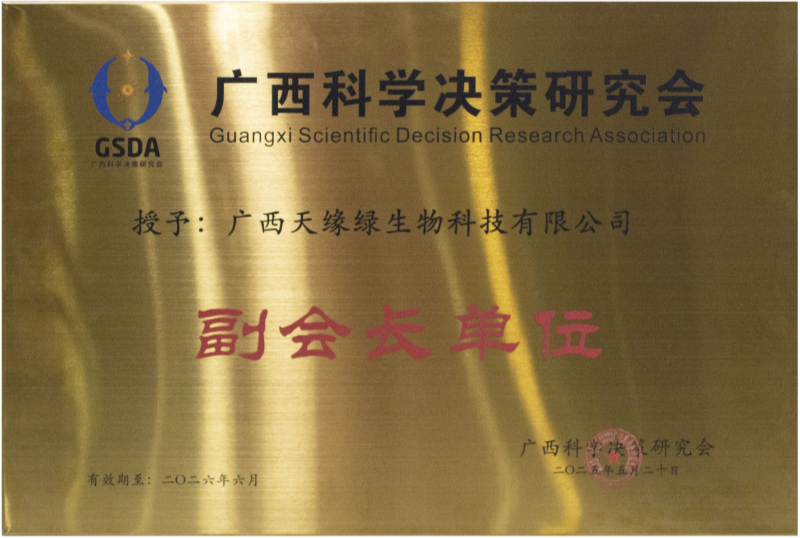 广西科学决策研究会
Guangxi Scientific Decision Research Association
GSDA
广西科学决策研究会
授予：广西天缘绿生物科技有限公司
副会长单位
广西科学决策研究会
二〇二五年五月二十日
有效期至：二〇二六年六月